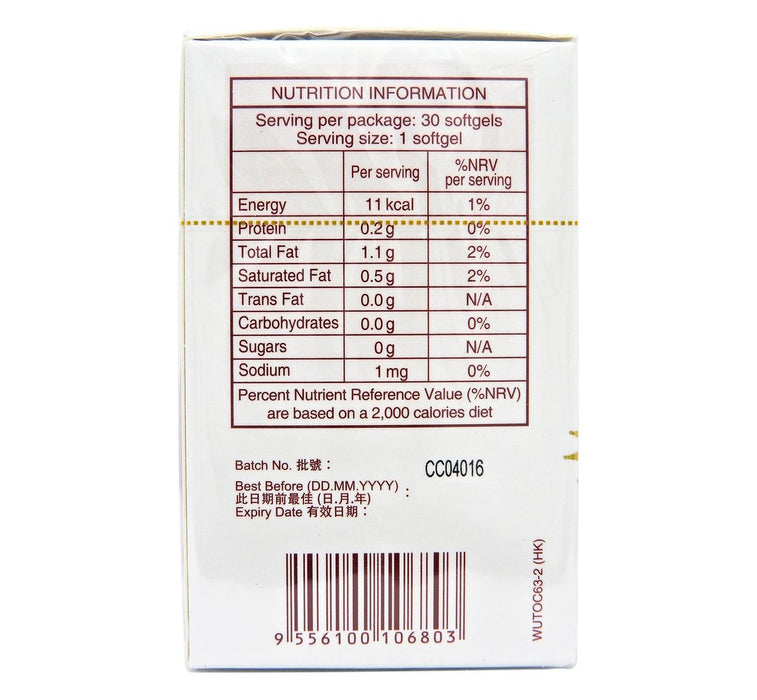 NUTRITION INFORMATION
Serving per package: 30 softgels
Serving size: 1 softgel
Per serving %NRV per serving
Energy 11 kcal 1%
Protein 0.2 g 0%
Total Fat 1.1 g 2%
Saturated Fat 0.5 g 2%
Trans Fat 0.0 g N/A
Carbohydrates 0.0 g 0%
Sugars 0 g N/A
Sodium 1 mg 0%
Percent Nutrient Reference Value (%NRV)
are based on a 2,000 calories diet
Batch No. 批號： CC04016
Best Before (DD.MM.YYYY)
此日期前最佳 (日.月.年) :
Expiry Date 有效日期：
WUTOC63-2 (HK)
9 556100 106803